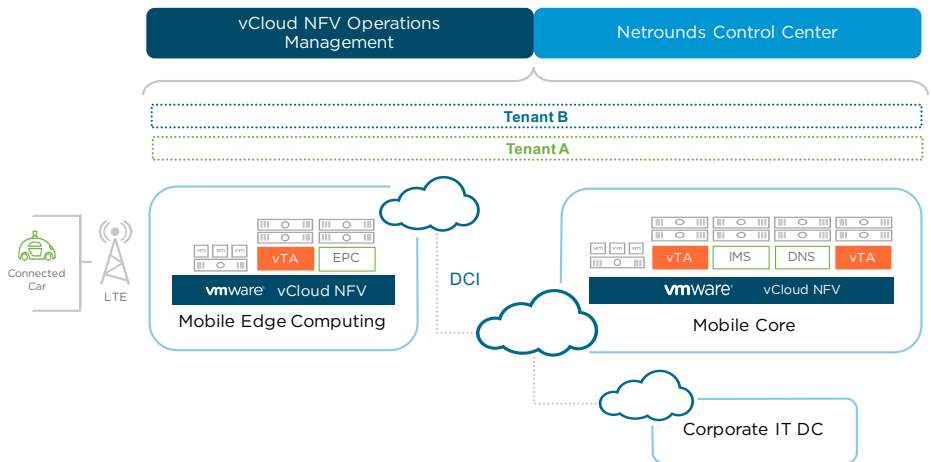 vCloud NFV Operations
Management
Netrounds Control Center
Tenant B
Tenant A
vm vm vm
vTA
EPC
vmware vCloud NFV
Mobile Edge Computing
Connected
Car
LTE
DCI
vm vm vm
vTA
IMS
DNS
vTA
vmware vCloud NFV
Mobile Core
Corporate IT DC